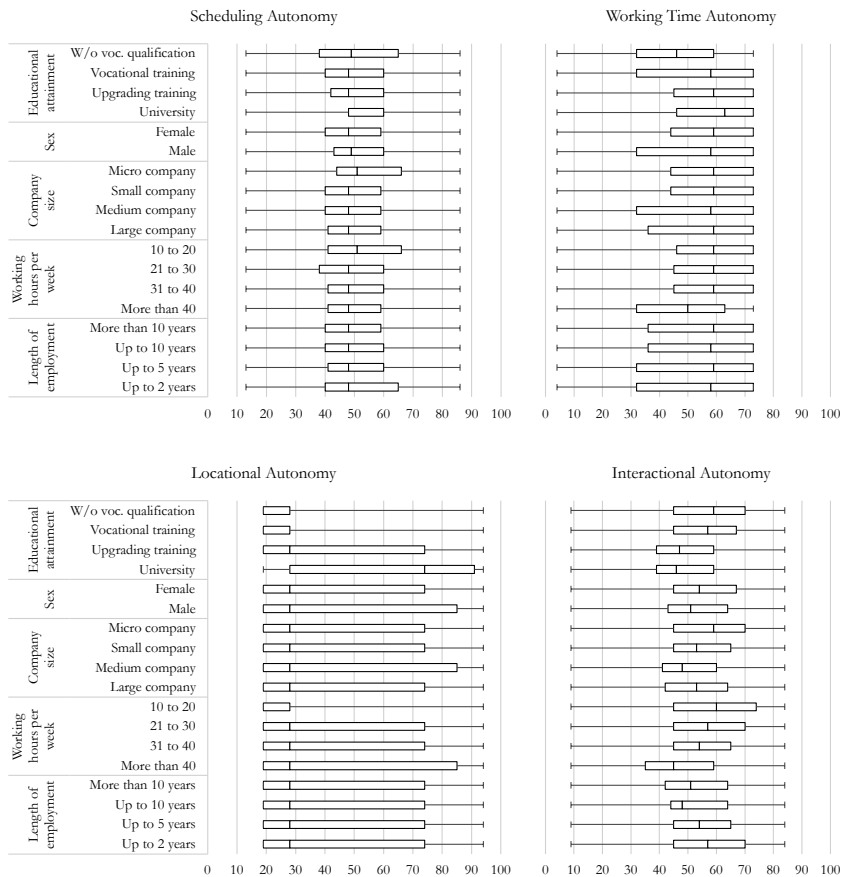 Scheduling Autonomy
Working Time Autonomy
Educational
attainment
W/o voc. qualification
Vocational training
Upgrading training
University
Sex
Female
Male
Company
size
Micro company
Small company
Medium company
Large company
Working
hours per
week
10 to 20
21 to 30
31 to 40
More than 40
Length of
employment
More than 10 years
Up to 10 years
Up to 5 years
Up to 2 years
0 10 20 30 40 50 60 70 80 90 100
0 10 20 30 40 50 60 70 80 90 100
Locational Autonomy
Interactional Autonomy
Educational
attainment
W/o voc. qualification
Vocational training
Upgrading training
University
Sex
Female
Male
Company
size
Micro company
Small company
Medium company
Large company
Working
hours per
week
10 to 20
21 to 30
31 to 40
More than 40
Length of
employment
More than 10 years
Up to 10 years
Up to 5 years
Up to 2 years
0 10 20 30 40 50 60 70 80 90 100
0 10 20 30 40 50 60 70 80 90 100